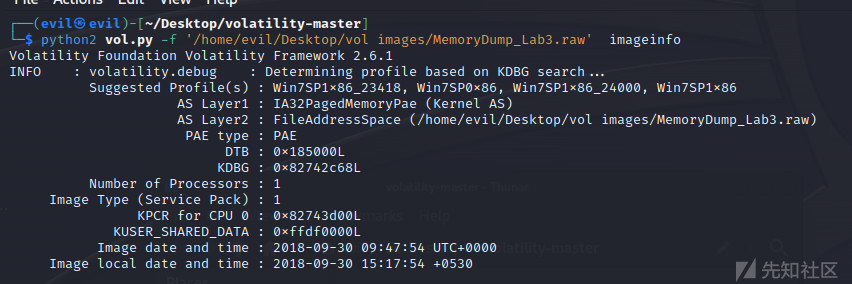 File Actions Edit View Help
┌──(evil㉿evil)-[~/Desktop/volatility-master]
└─$ python2 vol.py -f '/home/evil/Desktop/vol images/MemoryDump_Lab3.raw' imageinfo
Volatility Foundation Volatility Framework 2.6.1
INFO : volatility.debug : Determining profile based on KDBG search...
Suggested Profile(s) : Win7SP1x86_23418, Win7SP0x86, Win7SP1x86_24000, Win7SP1x86
AS Layer1 : IA32PagedMemoryPae (Kernel AS)
AS Layer2 : FileAddressSpace (/home/evil/Desktop/vol images/MemoryDump_Lab3.raw)
PAE type : PAE
DTB : 0x185000L
KDBG : 0x82742c68L
Number of Processors : 1
Image Type (Service Pack) : 1
KPCR for CPU 0 : 0x82743d00L
KUSER_SHARED_DATA : 0xffdf0000L
Image date and time : 2018-09-30 09:47:54 UTC+0000
Image local date and time : 2018-09-30 15:17:54 +0530
先知社区